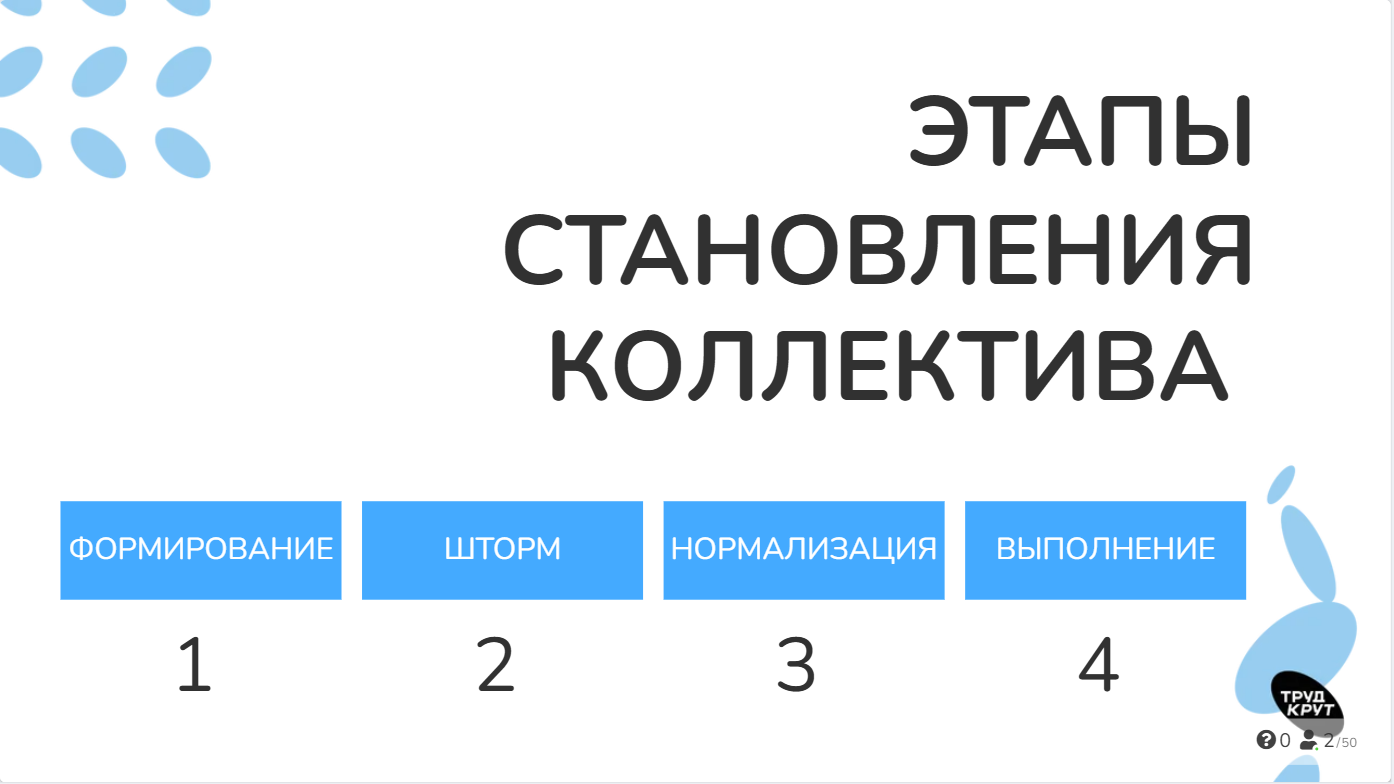 ЭТАПЫ
СТАНОВЛЕНИЯ
КОЛЛЕКТИВА
ФОРМИРОВАНИЕ
ШТОРМ
НОРМАЛИЗАЦИЯ
ВЫПОЛНЕНИЕ
1
2
3
4
ТРУД
КРУТ
0 2/50